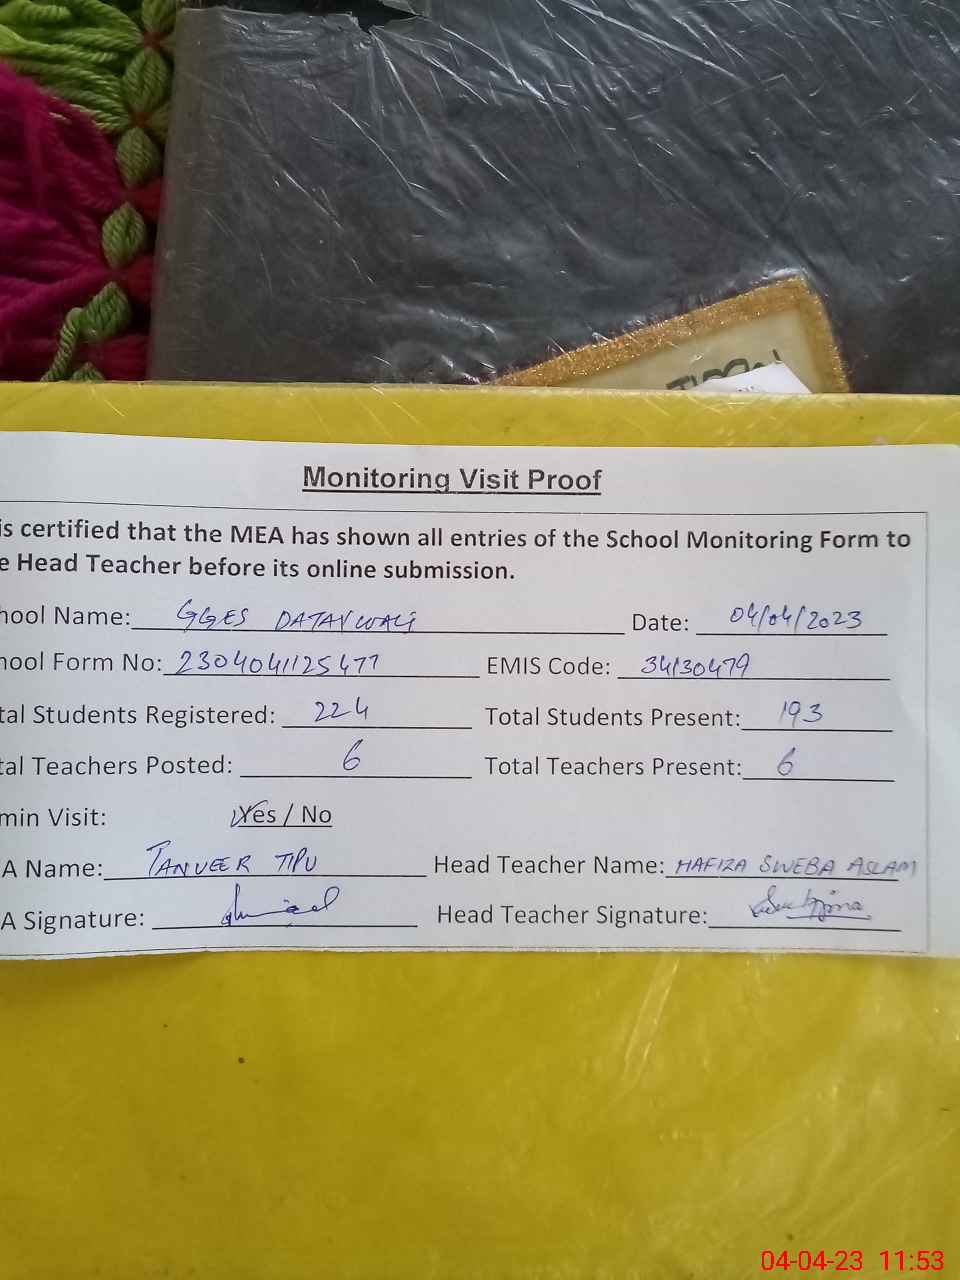 Monitoring Visit Proof
is certified that the MEA has shown all entries of the School Monitoring Form to
e Head Teacher before its online submission.
hool Name: GGES DATAYWALI Date: 04/04/2023
hool Form No: 2304041125477 EMIS Code: 34130479
tal Students Registered: 224 Total Students Present: 193
tal Teachers Posted: 6 Total Teachers Present: 6
min Visit: Yes / No
A Name: TANVEER TIPU Head Teacher Name: HAFIZA SWEBA ASLAM
A Signature: Head Teacher Signature:
04-04-23 11:53